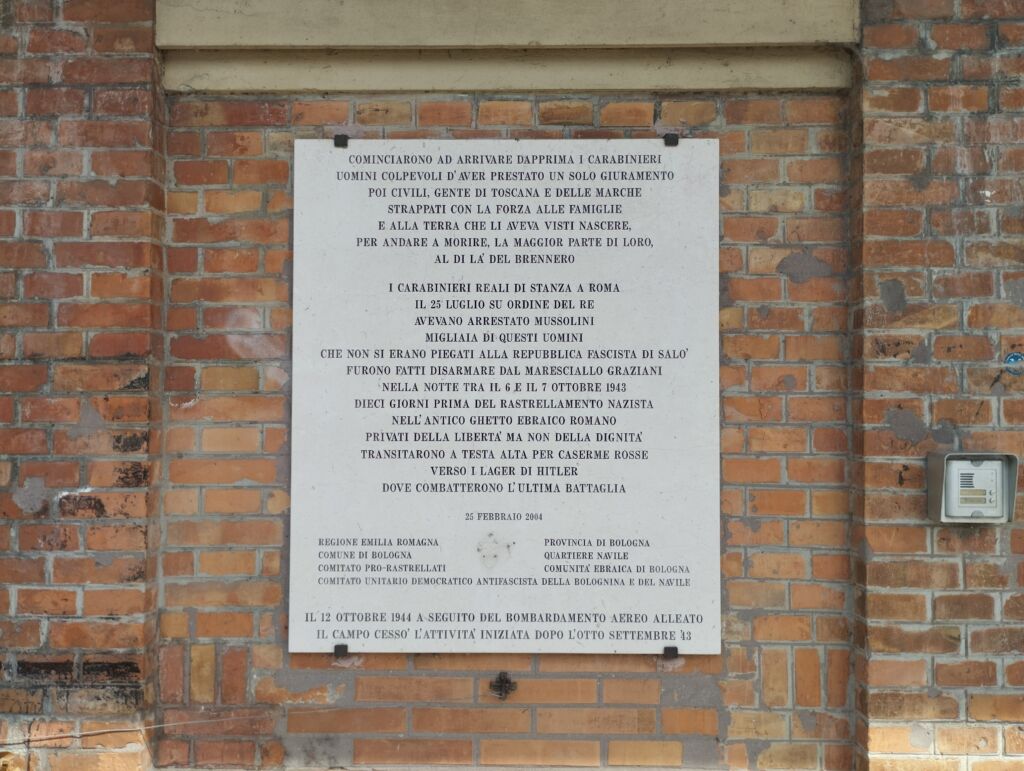 COMINCIARONO AD ARRIVARE DAPPRIMA I CARABINIERI
UOMINI COLPEVOLI D'AVER PRESTATO UN SOLO GIURAMENTO
POI CIVILI, GENTE DI TOSCANA E DELLE MARCHE
STRAPPATI CON LA FORZA ALLE FAMIGLIE
E ALLA TERRA CHE LI AVEVA VISTI NASCERE,
PER ANDARE A MORIRE, LA MAGGIOR PARTE DI LORO,
AL DI LA' DEL BRENNERO
I CARABINIERI REALI DI STANZA A ROMA
IL 25 LUGLIO SU ORDINE DEL RE
AVEVANO ARRESTATO MUSSOLINI
MIGLIAIA DI QUESTI UOMINI
CHE NON SI ERANO PIEGATI ALLA REPUBBLICA FASCISTA DI SALO'
FURONO FATTI DISARMARE DAL MARESCIALLO GRAZIANI
NELLA NOTTE TRA IL 6 E IL 7 OTTOBRE 1943
DIECI GIORNI PRIMA DEL RASTRELLAMENTO NAZISTA
NELL'ANTICO GHETTO EBRAICO ROMANO
PRIVATI DELLA LIBERTA' MA NON DELLA DIGNITA'
TRANSITARONO A TESTA ALTA PER CASERME ROSSE
VERSO I LAGER DI HITLER
DOVE COMBATTERONO L'ULTIMA BATTAGLIA
25 FEBBRAIO 2004
REGIONE EMILIA ROMAGNA PROVINCIA DI BOLOGNA
COMUNE DI BOLOGNA QUARTIERE NAVILE
COMITATO PRO-RASTRELLATI COMUNITA' EBRAICA DI BOLOGNA
COMITATO UNITARIO DEMOCRATICO ANTIFASCISTA DELLA BOLOGNINA E DEL NAVILE
IL 12 OTTOBRE 1944 A SEGUITO DEL BOMBARDAMENTO AEREO ALLEATO
IL CAMPO CESSO' L'ATTIVITA' INIZIATA DOPO L'OTTO SETTEMBRE '43